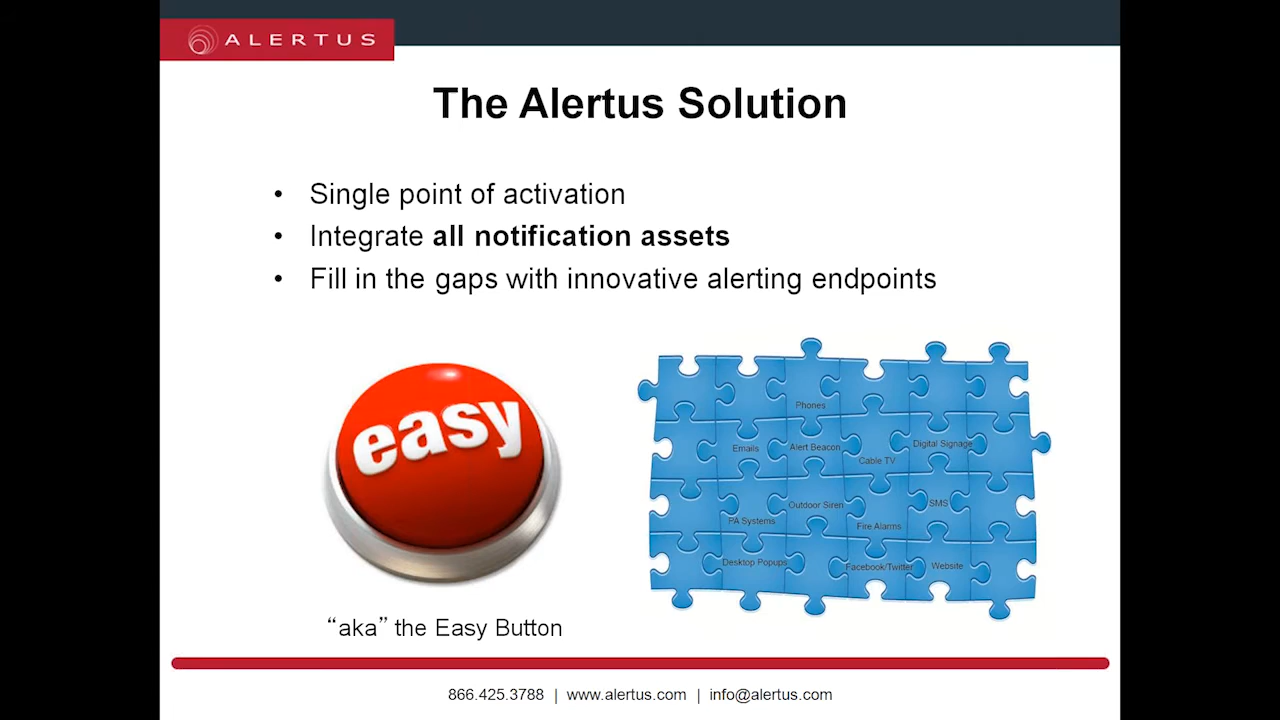 ALERTUS
The Alertus Solution
• Single point of activation
• Integrate all notification assets
• Fill in the gaps with innovative alerting endpoints
easy
“aka” the Easy Button
Phones
Emails
Alert Beacon
Cable TV
Digital Signage
PA Systems
Outdoor Siren
Fire Alarms
SMS
Desktop Popups
Facebook/Twitter
Website
866.425.3788 | www.alertus.com | info@alertus.com